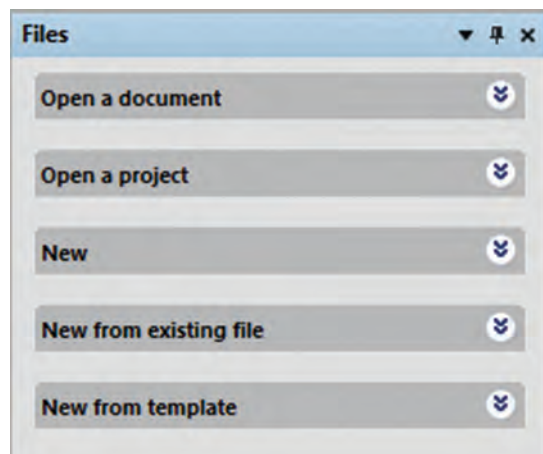 Files
Open a document
Open a project
New
New from existing file
New from template